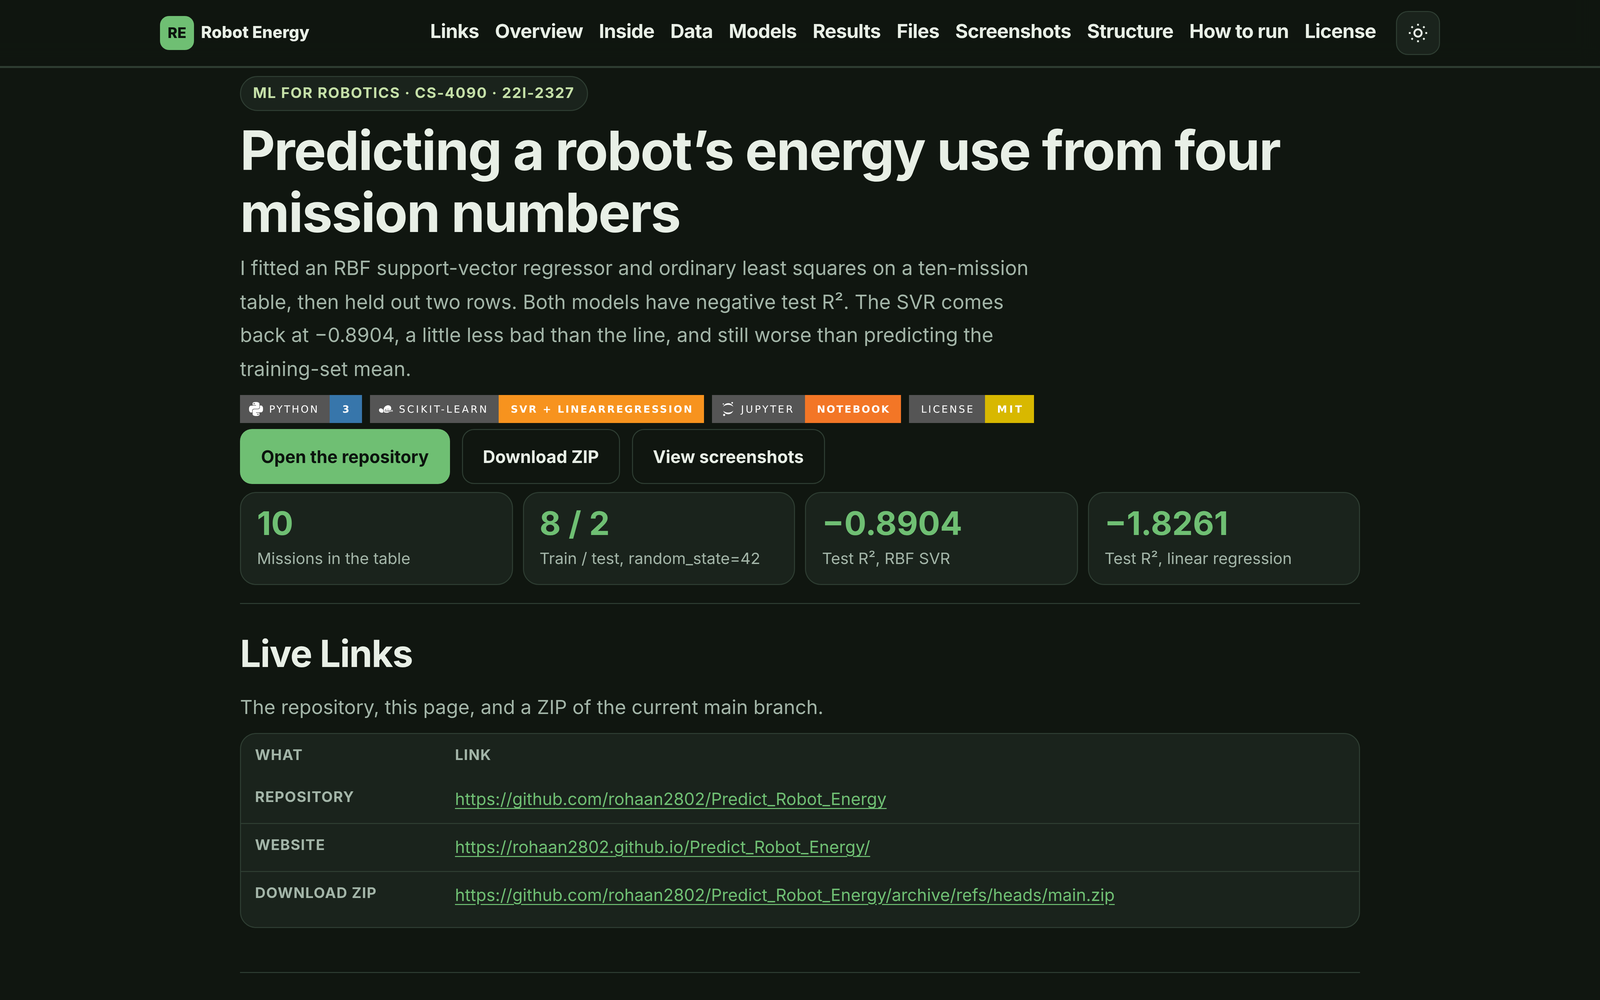 RE Robot Energy Links Overview Inside Data Models Results Files Screenshots Structure How to run License
ML FOR ROBOTICS · CS-4090 · 22I-2327
Predicting a robot’s energy use from four
mission numbers
I fitted an RBF support-vector regressor and ordinary least squares on a ten-mission
table, then held out two rows. Both models have negative test R². The SVR comes
back at −0.8904, a little less bad than the line, and still worse than predicting the
training-set mean.
PYTHON 3 SCIKIT-LEARN SVR + LINEARREGRESSION JUPYTER NOTEBOOK LICENSE MIT
Open the repository Download ZIP View screenshots
10 8 / 2 −0.8904 −1.8261
Missions in the table Train / test, random_state=42 Test R², RBF SVR Test R², linear regression
Live Links
The repository, this page, and a ZIP of the current main branch.
WHAT LINK
REPOSITORY https://github.com/rohaan2802/Predict_Robot_Energy
WEBSITE https://rohaan2802.github.io/Predict_Robot_Energy/
DOWNLOAD ZIP https://github.com/rohaan2802/Predict_Robot_Energy/archive/refs/heads/main.zip